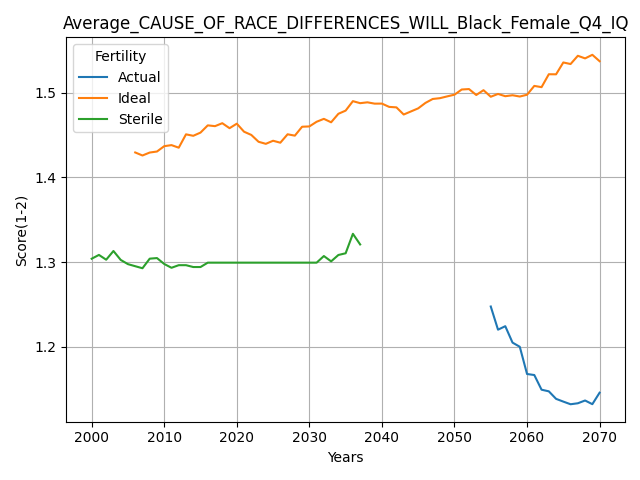 Average_CAUSE_OF_RACE_DIFFERENCES_WILL_Black_Female_Q4_IQ
Fertility
Actual
Ideal
Sterile
Score(1-2)
1.5
1.4
1.3
1.2
2000 2010 2020 2030 2040 2050 2060 2070
Years